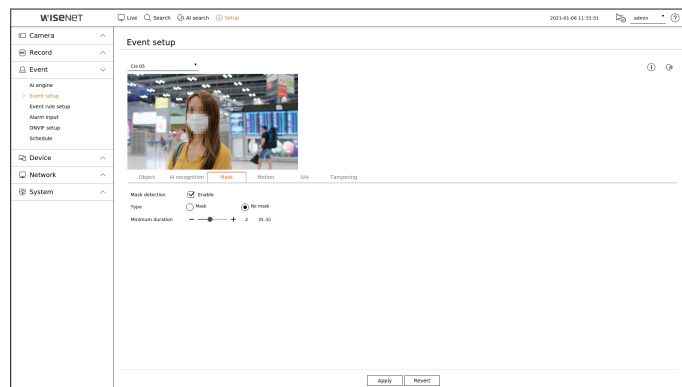 WISENET
Live Search AI search Setup
2021-01-06 11:33:31 admin
Camera
Record
Event
AI engine
Event setup
Event rule setup
Alarm input
ONVIF setup
Schedule
Device
Network
System
Event setup
CH 05
Object AI recognition Mask Motion IVA Tampering
Mask detection Enable
Type Mask No mask
Minimum duration 2 (0..5)
Apply Revert